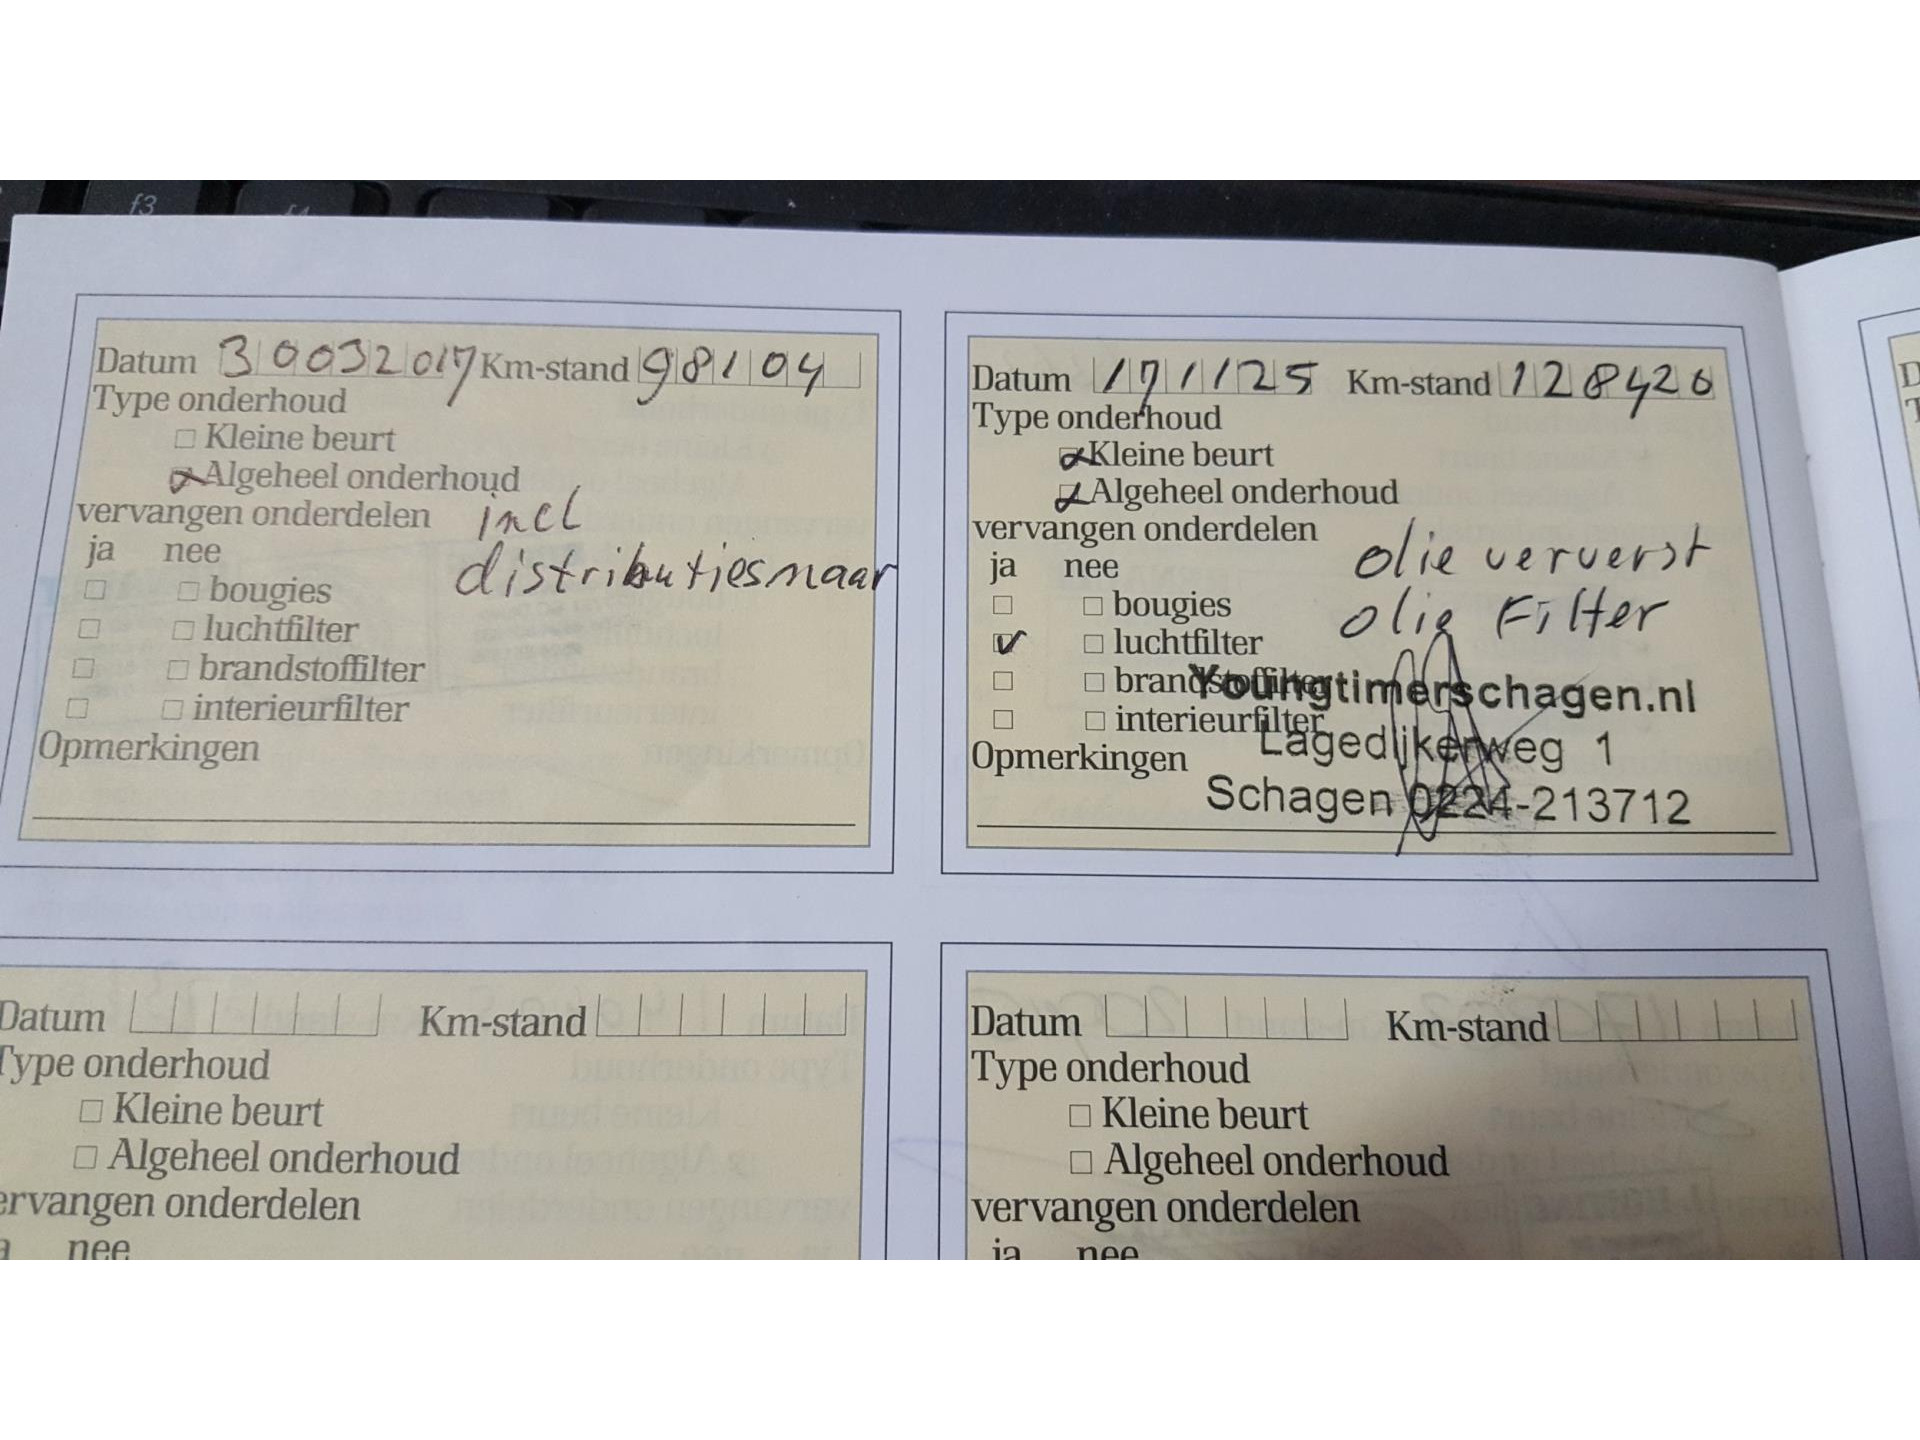 f3
Datum 30032017 Km-stand 98104
Type onderhoud
Kleine beurt
Algeheel onderhoud
vervangen onderdelen incl
ja nee distributiesnaar
bougies
luchtfilter
brandstoffilter
interieurfilter
Opmerkingen
Datum 171125 Km-stand 128420
Type onderhoud
Kleine beurt
Algeheel onderhoud
vervangen onderdelen
ja nee olie ververst
bougies olie Filter
luchtfilter
brandstoffilter Youngtimerschagen.nl
interieurfilter Lagedijkerweg 1
Opmerkingen Schagen 0224-213712
Datum Km-stand
Type onderhoud
Kleine beurt
Algeheel onderhoud
ervangen onderdelen
a nee
Datum Km-stand
Type onderhoud
Kleine beurt
Algeheel onderhoud
vervangen onderdelen
ja nee